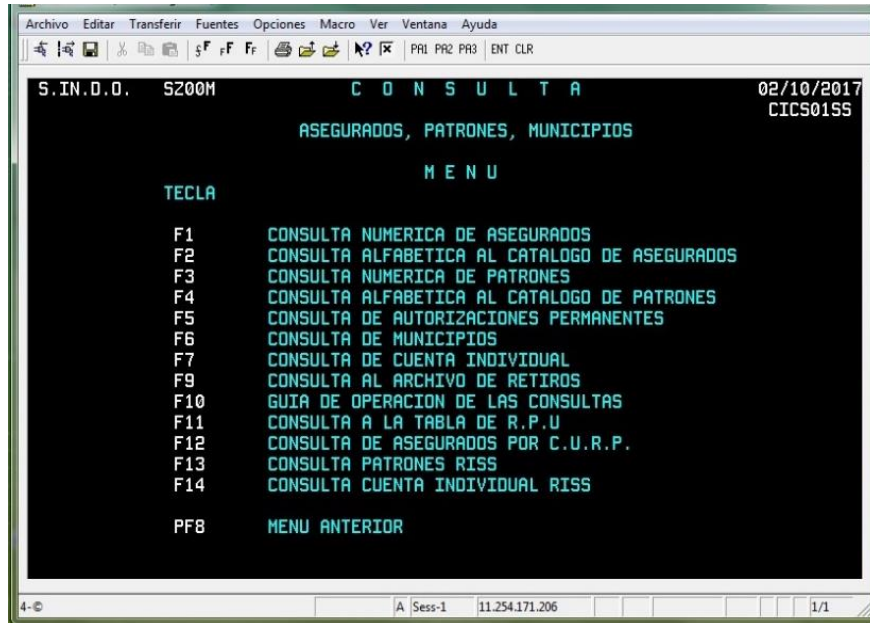 Archivo Editar Transferir Fuentes Opciones Macro Ver Ventana Ayuda
PA1 PA2 PA3 ENT CLR
S.IN.D.O. SZ00M C O N S U L T A 02/10/2017
CICS01SS
ASEGURADOS, PATRONES, MUNICIPIOS
M E N U
TECLA
F1 CONSULTA NUMERICA DE ASEGURADOS
F2 CONSULTA ALFABETICA AL CATALOGO DE ASEGURADOS
F3 CONSULTA NUMERICA DE PATRONES
F4 CONSULTA ALFABETICA AL CATALOGO DE PATRONES
F5 CONSULTA DE AUTORIZACIONES PERMANENTES
F6 CONSULTA DE MUNICIPIOS
F7 CONSULTA DE CUENTA INDIVIDUAL
F9 CONSULTA AL ARCHIVO DE RETIROS
F10 GUIA DE OPERACION DE LAS CONSULTAS
F11 CONSULTA A LA TABLA DE R.P.U
F12 CONSULTA DE ASEGURADOS POR C.U.R.P.
F13 CONSULTA PATRONES RISS
F14 CONSULTA CUENTA INDIVIDUAL RISS
PF8 MENU ANTERIOR
4-© A Sess-1 11.254.171.206 1/1